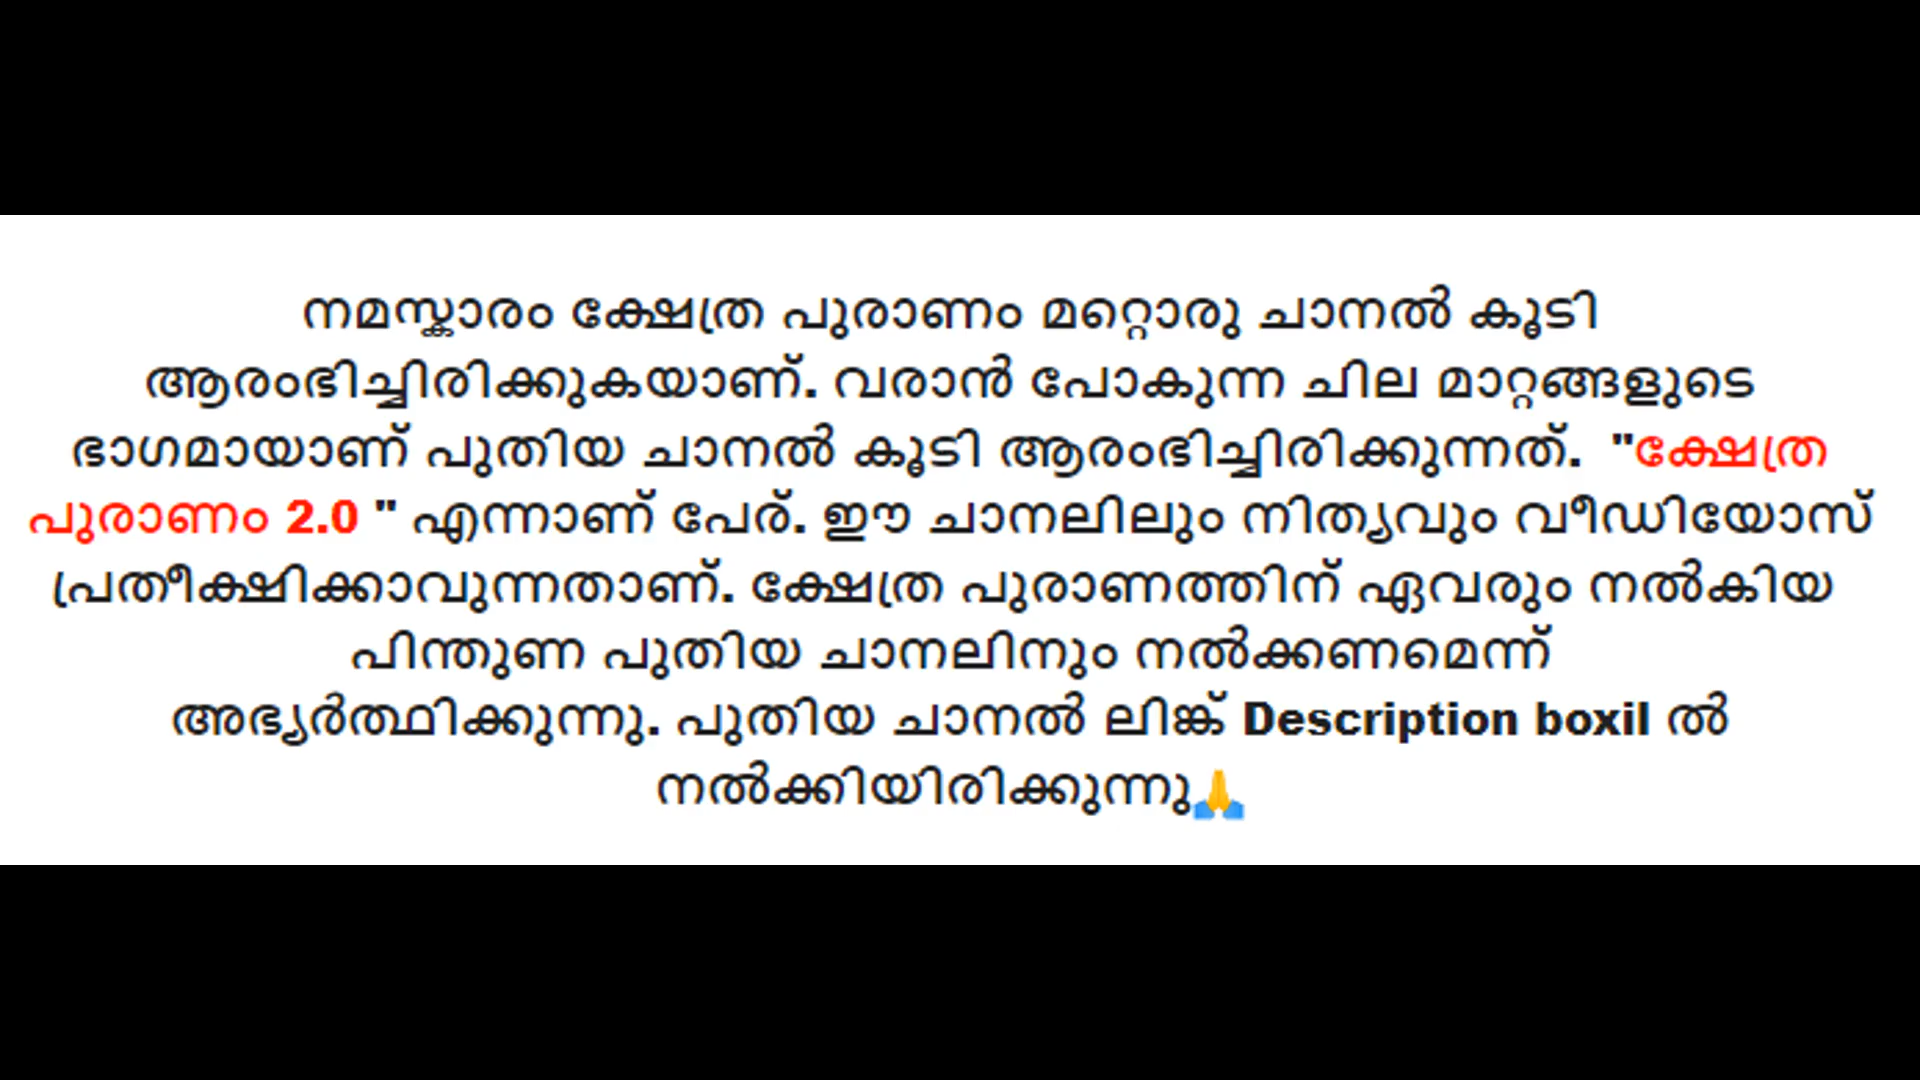 നമസ്കാരം ക്ഷേത്ര പുരാണം മറ്റൊരു ചാനൽ കൂടി
ആരംഭിച്ചിരിക്കുകയാണ്. വരാൻ പോകുന്ന ചില മാറ്റങ്ങളുടെ
ഭാഗമായാണ് പുതിയ ചാനൽ കൂടി ആരംഭിച്ചിരിക്കുന്നത്. "ക്ഷേത്ര
പുരാണം 2.0 " എന്നാണ് പേര്. ഈ ചാനലിലും നിത്യവും വീഡിയോസ്
പ്രതീക്ഷിക്കാവുന്നതാണ്. ക്ഷേത്ര പുരാണത്തിന് ഏവരും നൽകിയ
പിന്തുണ പുതിയ ചാനലിനും നൽക്കണമെന്ന്
അഭ്യർത്ഥിക്കുന്നു. പുതിയ ചാനൽ ലിങ്ക് Description boxil ൽ
നൽക്കിയിരിക്കുന്നു🙏